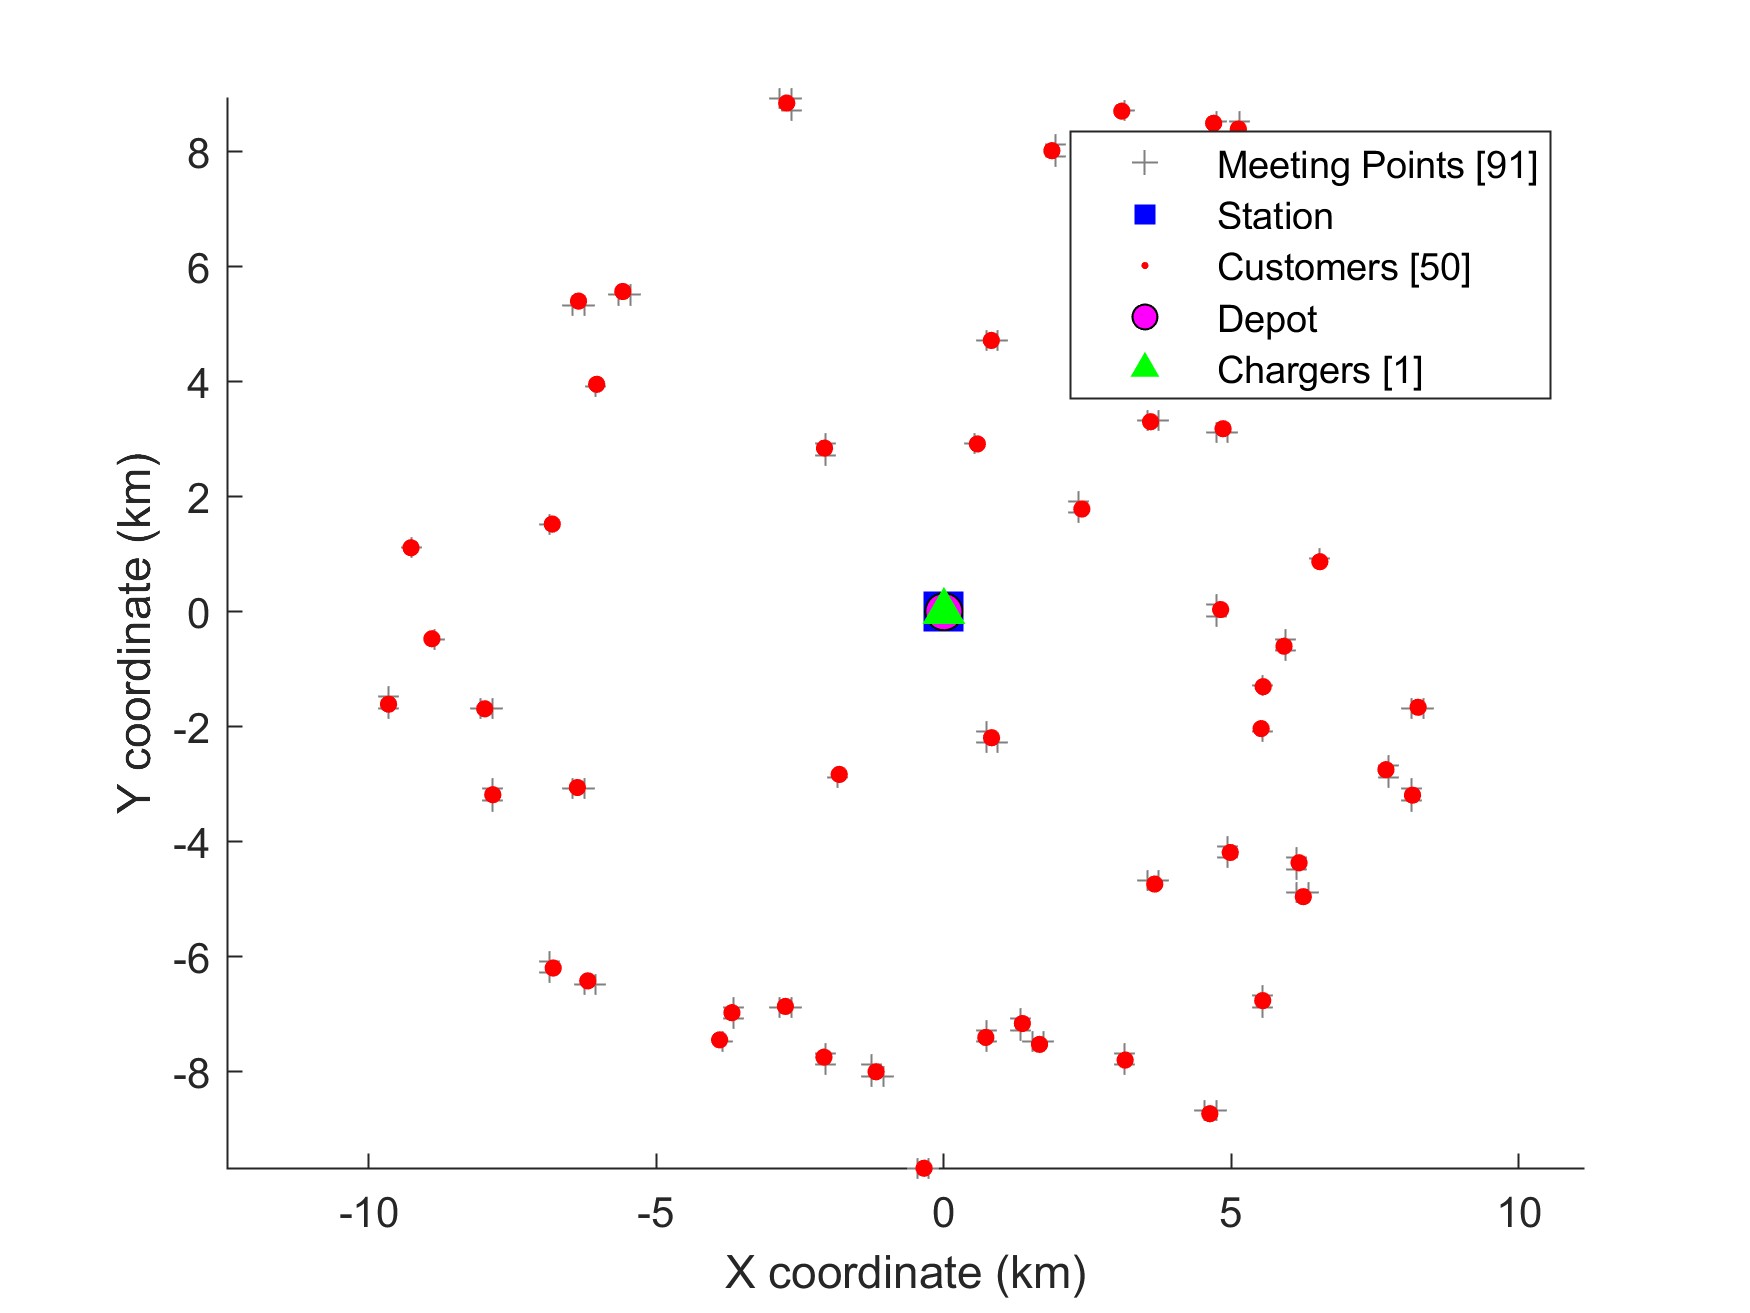 8
6
4
2
0
-2
-4
-6
-8
Y coordinate (km)
Meeting Points [91]
Station
Customers [50]
Depot
Chargers [1]
-10 -5 0 5 10
X coordinate (km)